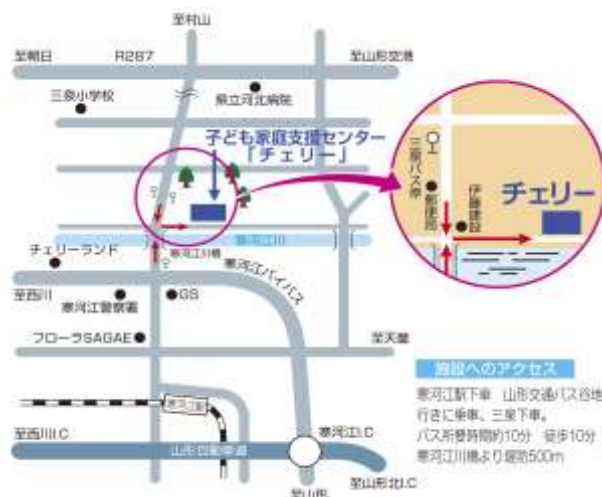 至村山
至朝日
R287
至山形空港
三泉小学校
県立河北病院
子ども家庭支援センター
「チェリー」
三泉バス停
郵便局
伊藤建設
チェリー
チェリーランド
寒河江川橋
寒河江バイパス
至西川
寒河江警察署
GS
フローラSAGAE
至天童
寒河江駅
至西川I.C
山形自動車道
寒河江I.C
至山形北I.C
至山形
施設へのアクセス
寒河江駅下車 山形交通バス谷地
行きに乗車、三泉下車。
バス所要時間約10分 徒歩10分
寒河江川橋より堤防500m